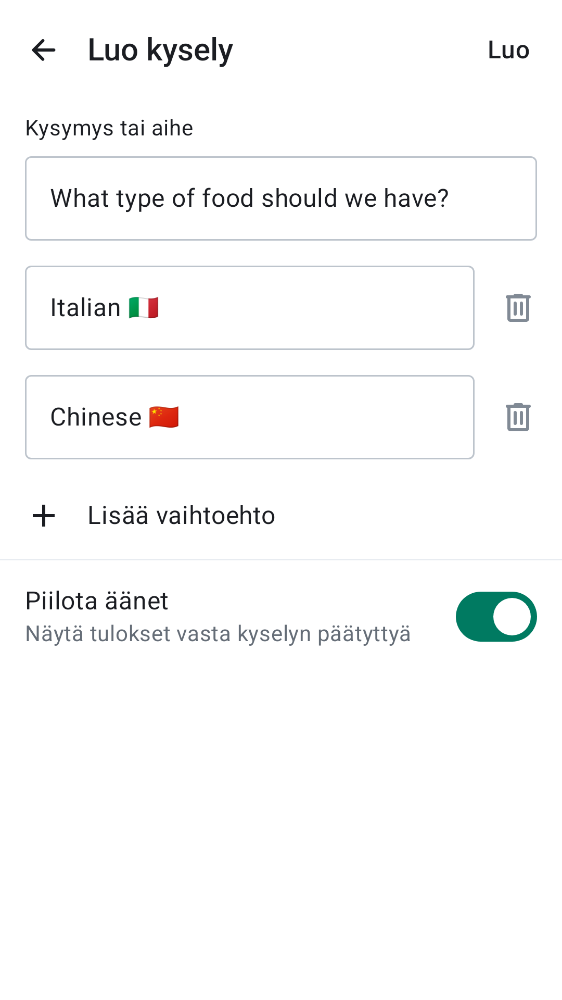 Luo kysely
Luo
Kysymys tai aihe
What type of food should we have?
Italian 🇮🇹
Chinese 🇨🇳
Lisää vaihtoehto
Piilota äänet
Näytä tulokset vasta kyselyn päätyttyä